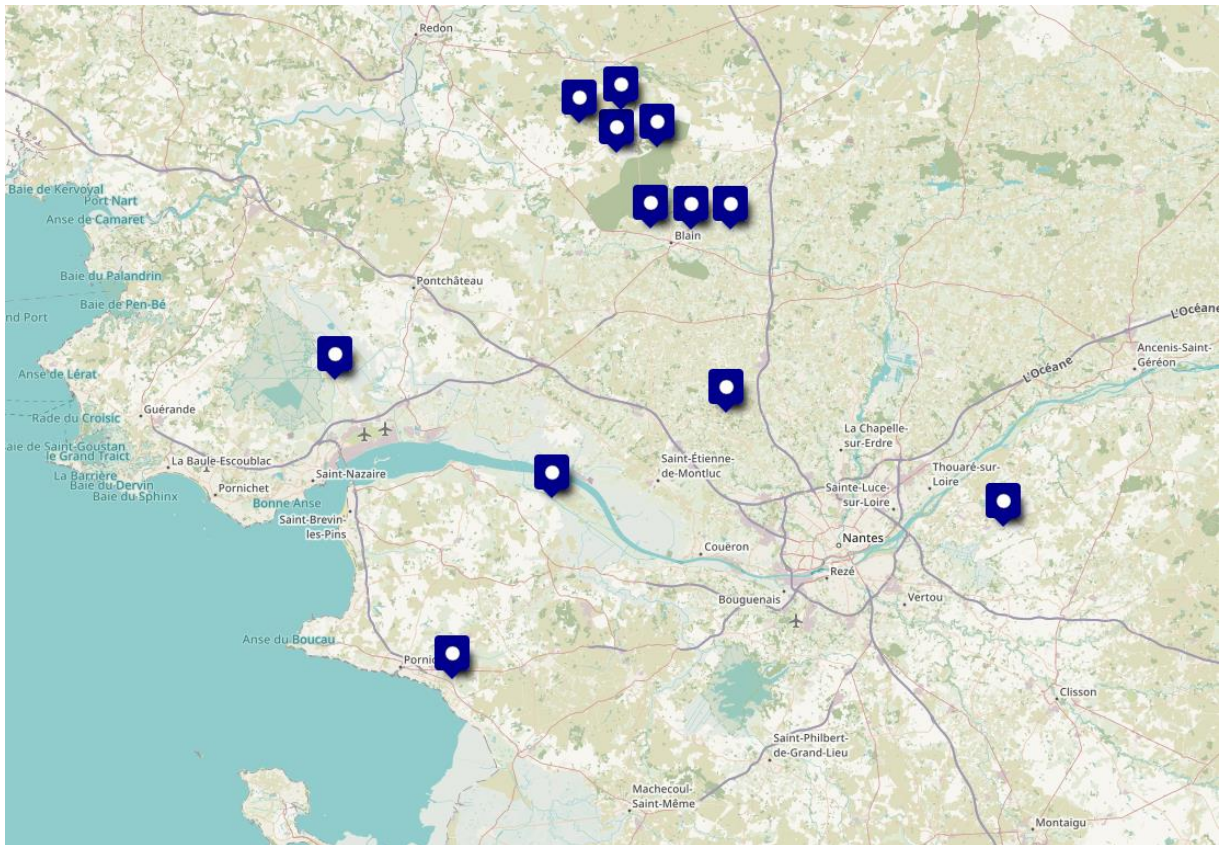 Redon
Baie de Kervoyal
Port Nart
Anse de Camaret
Blain
Baie du Palandrin
Pontchâteau
Baie de Pen-Bé
nd Port
L'Océane
Ancenis-Saint-
Géréon
Anse de Lérat
L'Océane
Guérande
Rade du Croisic
La Chapelle-
sur-Erdre
aie de Saint-Goustan
le Grand Traict
La Baule-Escoublac
Saint-Étienne-
de-Montluc
Thouaré-sur-
Loire
La Barrière
Saint-Nazaire
Baie du Dervin
Pornichet
Sainte-Luce-
sur-Loire
Baie du Sphinx
Bonne Anse
Saint-Brevin-
les-Pins
Nantes
Couëron
Rezé
Bouguenais
Vertou
Anse du Boucau
Pornic
Clisson
Saint-Philbert-
de-Grand-Lieu
Machecoul-
Saint-Même
Montaigu